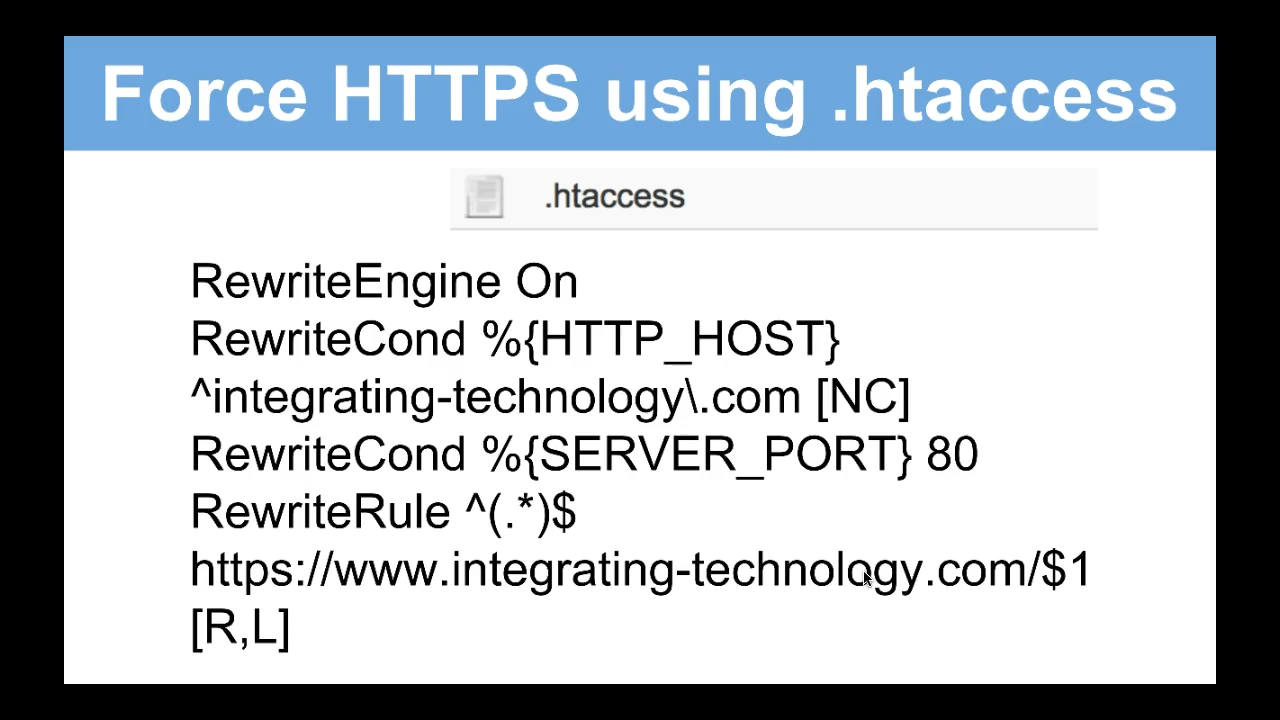 Force HTTPS using .htaccess
.htaccess
RewriteEngine On
RewriteCond %{HTTP_HOST}
^integrating-technology\.com [NC]
RewriteCond %{SERVER_PORT} 80
RewriteRule ^(.*)$
https://www.integrating-technology.com/$1
[R,L]